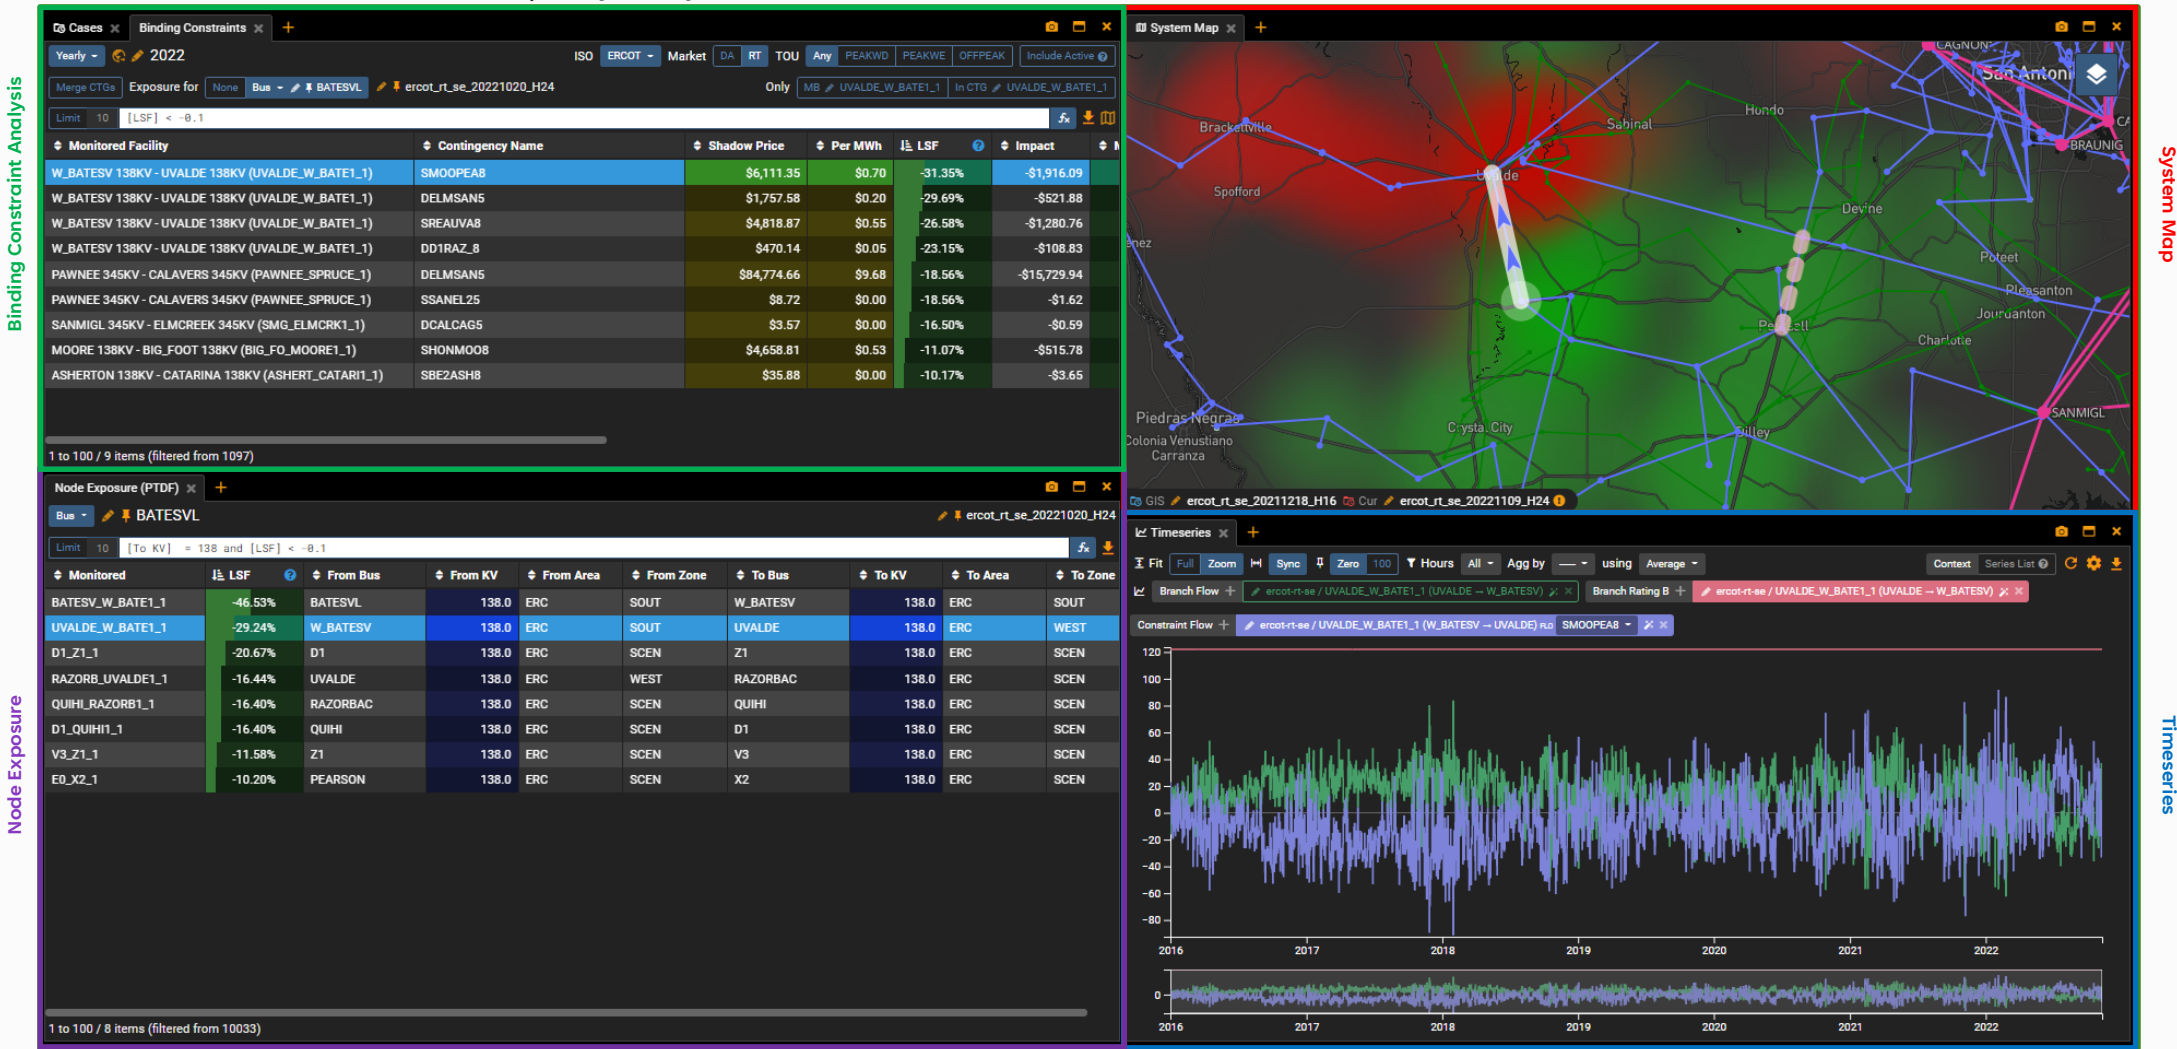 Binding Constraint Analysis
Cases
Binding Constraints
Yearly 2022 ISO ERCOT Market DA RT TOU Any PEAKWD PEAKWE OFFPEAK Include Active
Merge CTGs Exposure for None Bus BATESVL ercot_rt_se_20221020_H24 Only MB UVALDE_W_BATE1_1 In CTG UVALDE_W_BATE1_1
Limit 10 [LSF] < -0.1 fx
Monitored Facility Contingency Name Shadow Price Per MWh LSF Impact
W_BATESV 138KV - UVALDE 138KV (UVALDE_W_BATE1_1) SMOOPEA8 $6,111.35 $0.70 -31.35% -$1,916.09
W_BATESV 138KV - UVALDE 138KV (UVALDE_W_BATE1_1) DELMSAN5 $1,757.58 $0.20 -29.69% -$521.88
W_BATESV 138KV - UVALDE 138KV (UVALDE_W_BATE1_1) SREAUVA8 $4,818.87 $0.55 -26.58% -$1,280.76
W_BATESV 138KV - UVALDE 138KV (UVALDE_W_BATE1_1) DD1RAZ_8 $470.14 $0.05 -23.15% -$108.83
PAWNEE 345KV - CALAVERS 345KV (PAWNEE_SPRUCE_1) DELMSAN5 $84,774.66 $9.68 -18.56% -$15,729.94
PAWNEE 345KV - CALAVERS 345KV (PAWNEE_SPRUCE_1) SSANEL25 $8.72 $0.00 -18.56% -$1.62
SANMIGL 345KV - ELMCREEK 345KV (SMG_ELMCRK1_1) DCALCAG5 $3.57 $0.00 -16.50% -$0.59
MOORE 138KV - BIG_FOOT 138KV (BIG_FO_MOORE1_1) SHONMOO8 $4,658.81 $0.53 -11.07% -$515.78
ASHERTON 138KV - CATARINA 138KV (ASHERT_CATARI1_1) SBE2ASH8 $35.88 $0.00 -10.17% -$3.65
1 to 100 / 9 items (filtered from 1097)
System Map
System Map
CAGNON
San Antoni
Hondo
Sabinal
Brackettville
BRAUNIG
Uvalde
Spofford
Devine
Poteet
Pleasanton
Jourdanton
Charlotte
Piedras Negras
Colonia Venustiano
Carranza
Crystal City
Dilley
SANMIGL
GIS ercot_rt_se_20211218_H16 Cur ercot_rt_se_20221109_H24
Node Exposure
Node Exposure (PTDF)
Bus BATESVL ercot_rt_se_20221020_H24
Limit 10 [To KV] = 138 and [LSF] < -0.1 fx
Monitored LSF From Bus From KV From Area From Zone To Bus To KV To Area To Zone
BATESV_W_BATE1_1 -46.53% BATESVL 138.0 ERC SOUT W_BATESV 138.0 ERC SOUT
UVALDE_W_BATE1_1 -29.24% W_BATESV 138.0 ERC SOUT UVALDE 138.0 ERC WEST
D1_Z1_1 -20.67% D1 138.0 ERC SCEN Z1 138.0 ERC SCEN
RAZORB_UVALDE1_1 -16.44% UVALDE 138.0 ERC WEST RAZORBAC 138.0 ERC SCEN
QUIHI_RAZORB1_1 -16.40% RAZORBAC 138.0 ERC SCEN QUIHI 138.0 ERC SCEN
D1_QUIHI1_1 -16.40% QUIHI 138.0 ERC SCEN D1 138.0 ERC SCEN
V3_Z1_1 -11.58% Z1 138.0 ERC SCEN V3 138.0 ERC SCEN
E0_X2_1 -10.20% PEARSON 138.0 ERC SCEN X2 138.0 ERC SCEN
1 to 100 / 8 items (filtered from 10033)
Timeseries
Timeseries
Fit Full Zoom Sync Zero 100 Hours All Agg by using Average Context Series List
Branch Flow ercot-rt-se / UVALDE_W_BATE1_1 (UVALDE → W_BATESV) Branch Rating B ercot-rt-se / UVALDE_W_BATE1_1 (UVALDE → W_BATESV)
Constraint Flow ercot-rt-se / UVALDE_W_BATE1_1 (W_BATESV → UVALDE) FLO SMOOPEA8
120
100
80
60
40
20
0
-20
-40
-60
-80
2016 2017 2018 2019 2020 2021 2022
0
2016 2017 2018 2019 2020 2021 2022